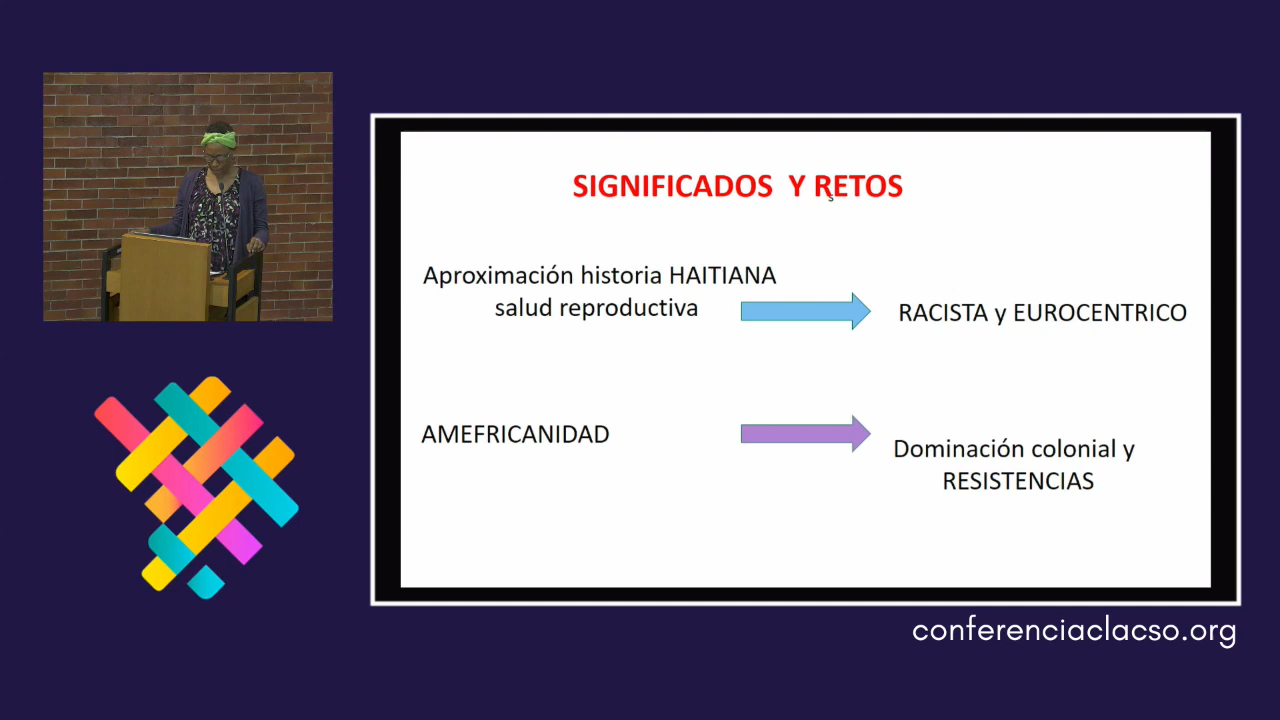 SIGNIFICADOS Y RETOS
Aproximación historia HAITIANA
salud reproductiva
RACISTA y EUROCENTRICO
AMEFRICANIDAD
Dominación colonial y
RESISTENCIAS
conferenciaclacso.org